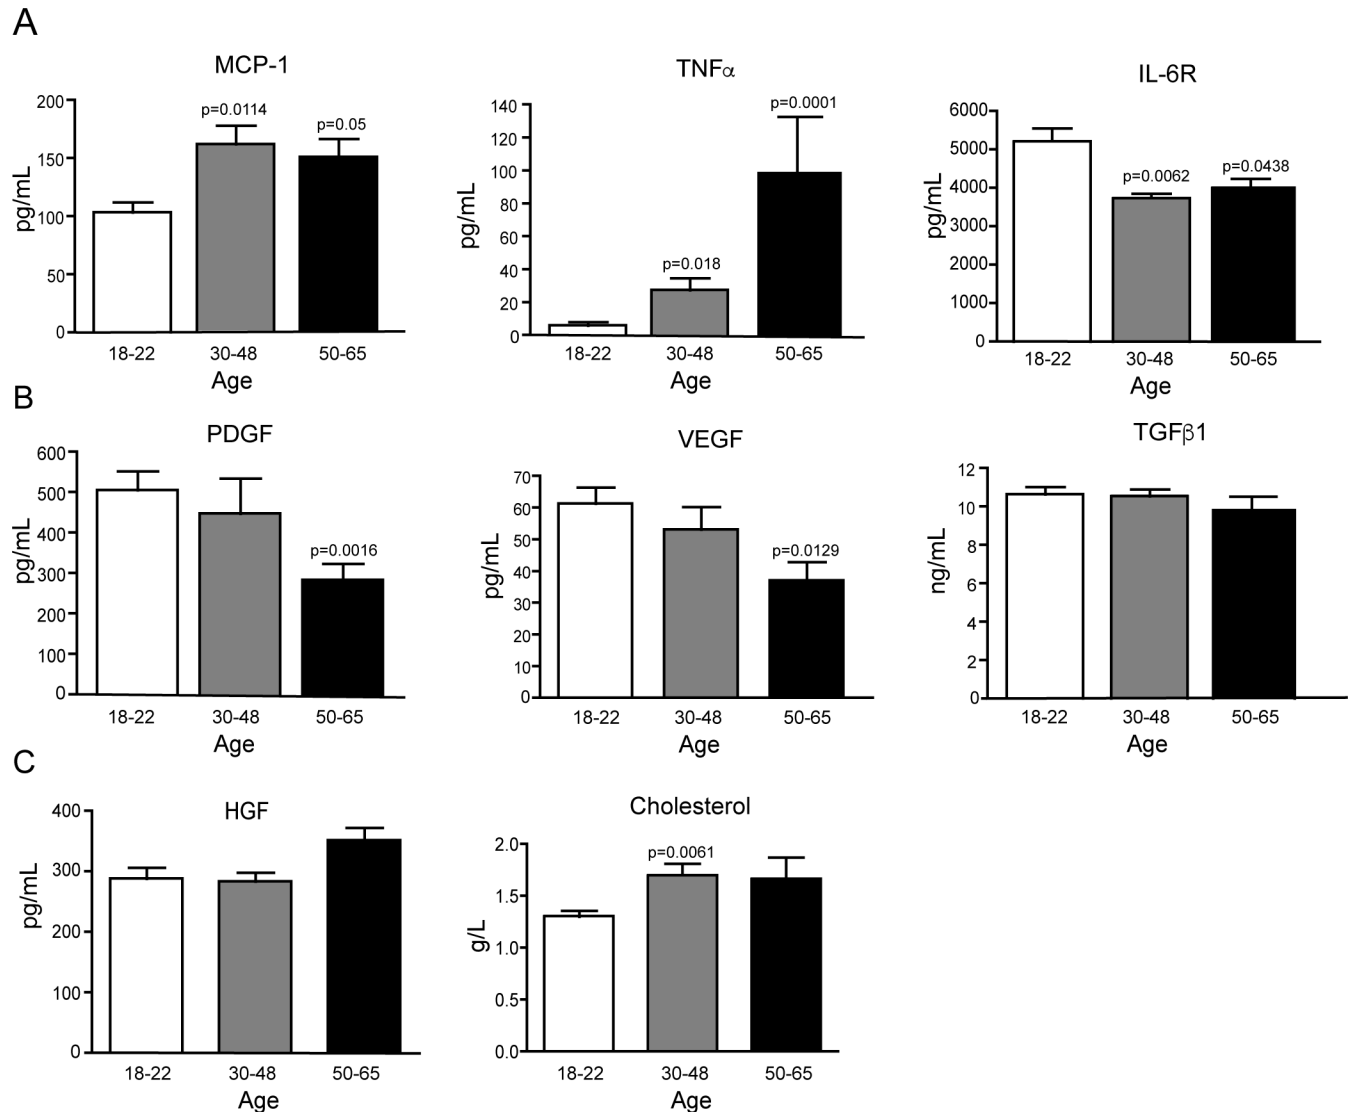 A
MCP-1
pg/mL
200
150
100
50
0
p=0.0114
p=0.05
18-22 30-48 50-65
Age
TNFα
pg/mL
140
120
100
80
60
40
20
0
p=0.018
p=0.0001
18-22 30-48 50-65
Age
IL-6R
pg/mL
6000
5000
4000
3000
2000
1000
0
p=0.0062
p=0.0438
18-22 30-48 50-65
Age
B
PDGF
pg/mL
600
500
400
300
200
100
0
p=0.0016
18-22 30-48 50-65
Age
VEGF
pg/mL
70
60
50
40
30
20
10
0
p=0.0129
18-22 30-48 50-65
Age
TGFβ1
ng/mL
12
10
8
6
4
2
0
18-22 30-48 50-65
Age
C
HGF
pg/mL
400
300
200
100
0
18-22 30-48 50-65
Age
Cholesterol
g/L
2.0
1.5
1.0
0.5
0.0
p=0.0061
18-22 30-48 50-65
Age